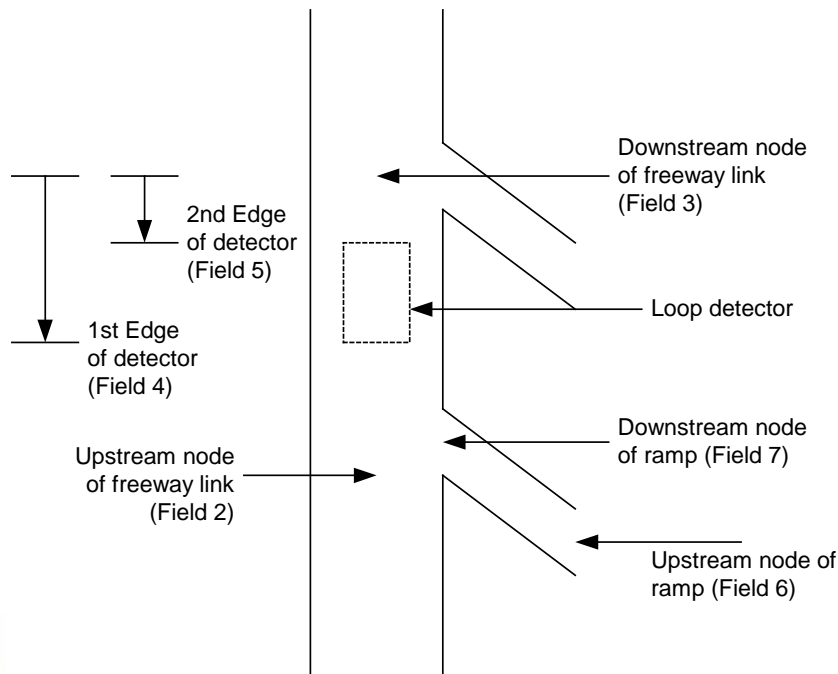 Downstream node
of freeway link
(Field 3)
2nd Edge
of detector
(Field 5)
Loop detector
1st Edge
of detector
(Field 4)
Downstream node
of ramp (Field 7)
Upstream node
of freeway link
(Field 2)
Upstream node of
ramp (Field 6)